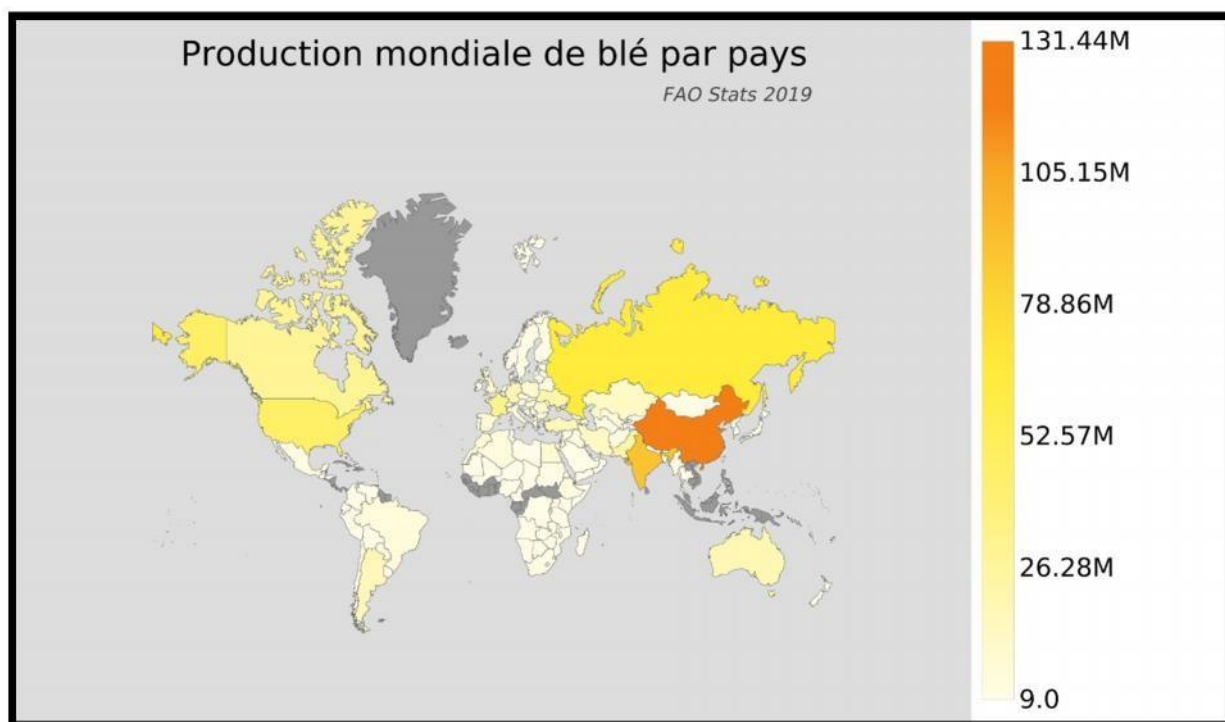 Production mondiale de blé par pays
FAO Stats 2019
131.44M
105.15M
78.86M
52.57M
26.28M
9.0